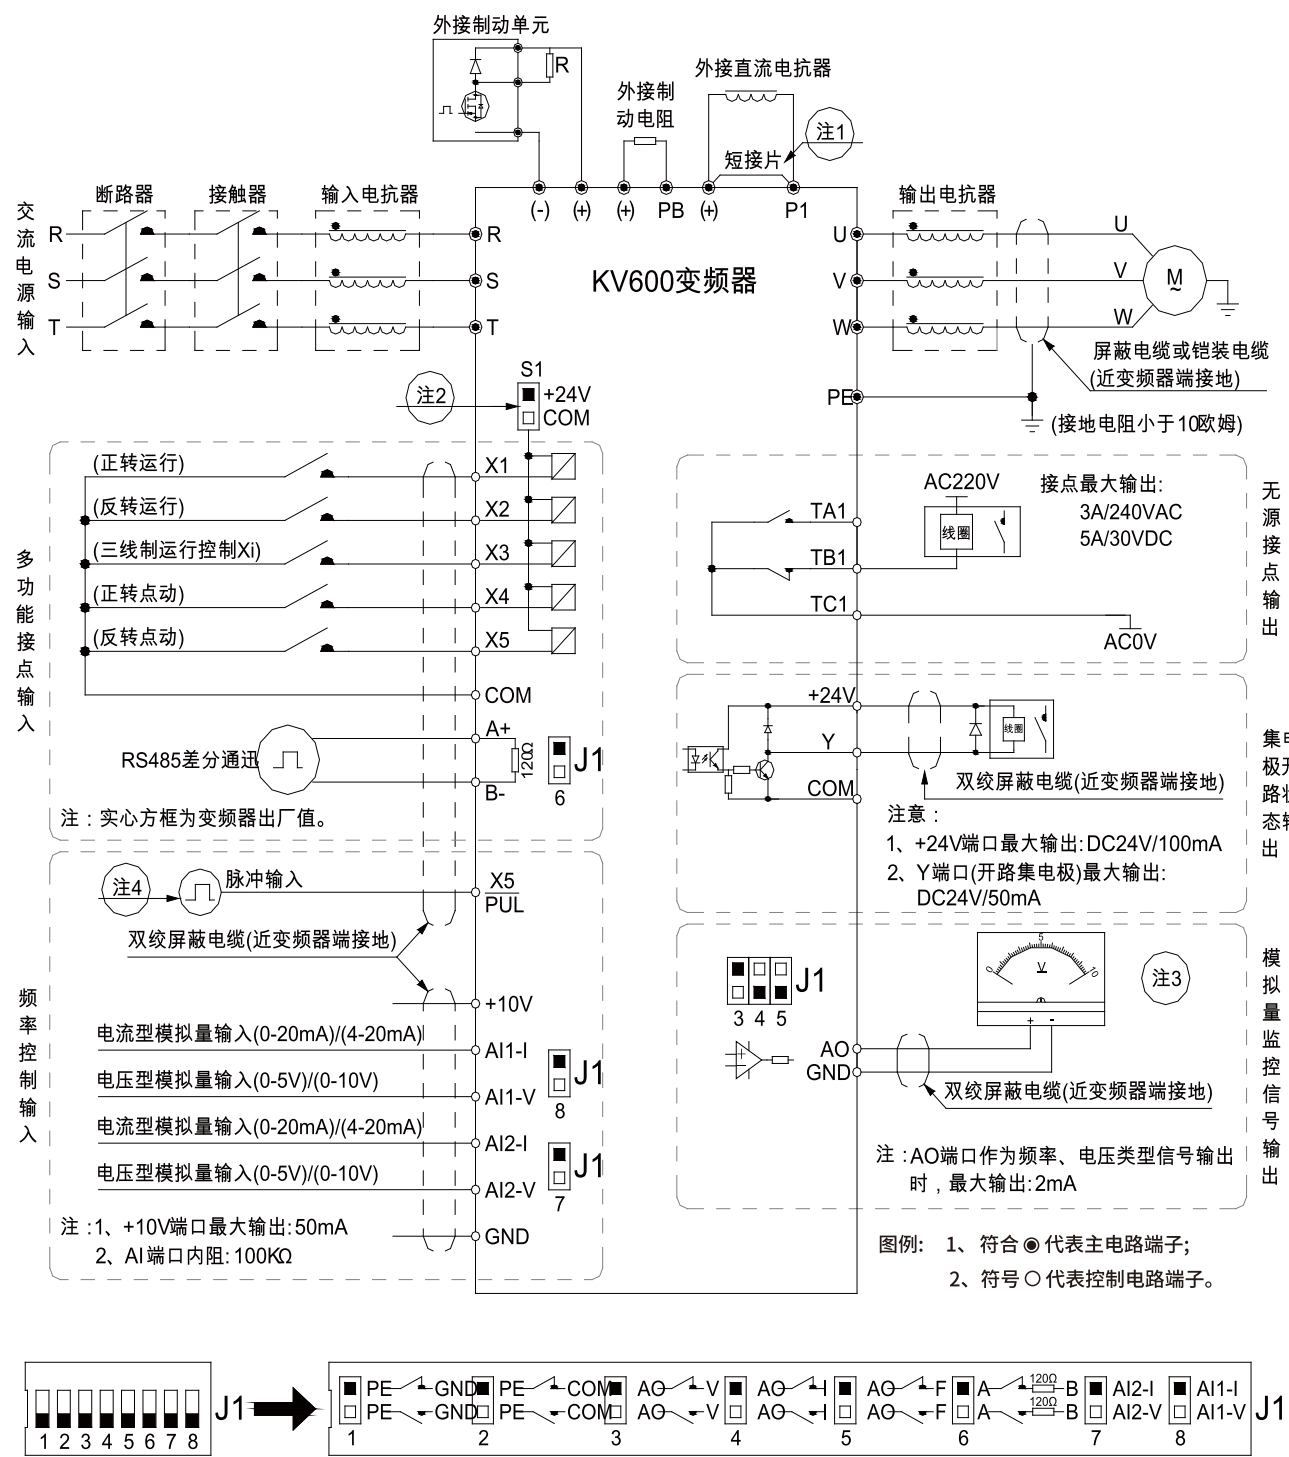 外接制动单元
R
外接制
动电阻
外接直流电抗器
注1
短接片
断路器
接触器
输入电抗器
(-)
(+)
(+)
PB
(+)
P1
输出电抗器
交流电源输入
R
S
T
R
S
T
KV600变频器
U
V
W
U
V
W
M
~
屏蔽电缆或铠装电缆
(近变频器端接地)
PE
(接地电阻小于10欧姆)
注2
S1
+24V
COM
多功能接点输入
(正转运行)
X1
(反转运行)
X2
(三线制运行控制Xi)
X3
(正转点动)
X4
(反转点动)
X5
COM
RS485差分通迅
A+
B-
120Ω
J1
6
注：实心方框为变频器出厂值。
无源接点输出
TA1
TB1
TC1
AC220V
线圈
接点最大输出:
3A/240VAC
5A/30VDC
AC0V
+24V
Y
COM
线圈
双绞屏蔽电缆(近变频器端接地)
注意：
1、+24V端口最大输出:DC24V/100mA
2、Y端口(开路集电极)最大输出:
DC24V/50mA
集
极
路
态
出
频率控制输入
注4
脉冲输入
X5
PUL
双绞屏蔽电缆(近变频器端接地)
+10V
电流型模拟量输入(0-20mA)/(4-20mA)
AI1-I
电压型模拟量输入(0-5V)/(0-10V)
AI1-V
J1
8
电流型模拟量输入(0-20mA)/(4-20mA)
AI2-I
电压型模拟量输入(0-5V)/(0-10V)
AI2-V
J1
7
注:1、+10V端口最大输出:50mA
2、AI端口内阻:100KΩ
GND
模拟量监控信号输出
J1
3 4 5
0
5
10
V
+ -
注3
AO
GND
双绞屏蔽电缆(近变频器端接地)
注:AO端口作为频率、电压类型信号输出
时，最大输出:2mA
图例: 1、符合◉代表主电路端子;
2、符号○代表控制电路端子。
1 2 3 4 5 6 7 8
J1
PE GND PE COM AO V AO I AO F A 120Ω B AI2-I AI1-I
PE GND PE COM AO V AO I AO F A 120Ω B AI2-V AI1-V
1 2 3 4 5 6 7 8
J1